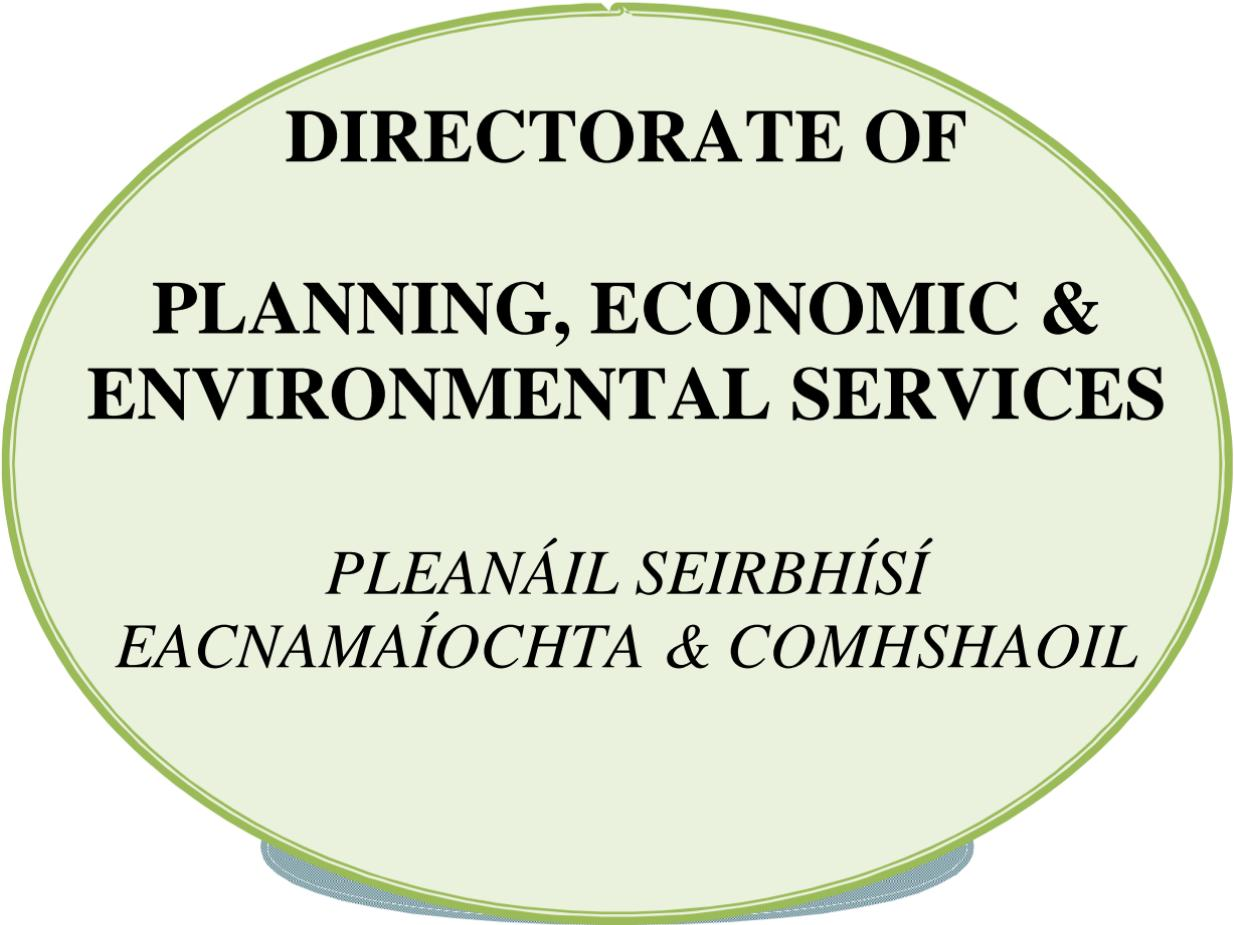 DIRECTORATE OF
PLANNING, ECONOMIC &
ENVIRONMENTAL SERVICES
PLEANÁIL SEIRBHÍSÍ
EACNAMAÍOCHTA & COMHSHAOIL